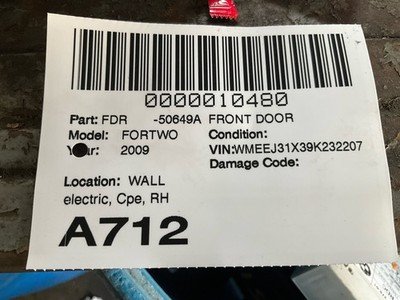 0000010480
Part: FDR -50649A FRONT DOOR
Model: FORTWO Condition:
2009 VIN:WMEEJ31X39K232207
Damage Code:
Location: WALL
electric, Cpe, RH
A712